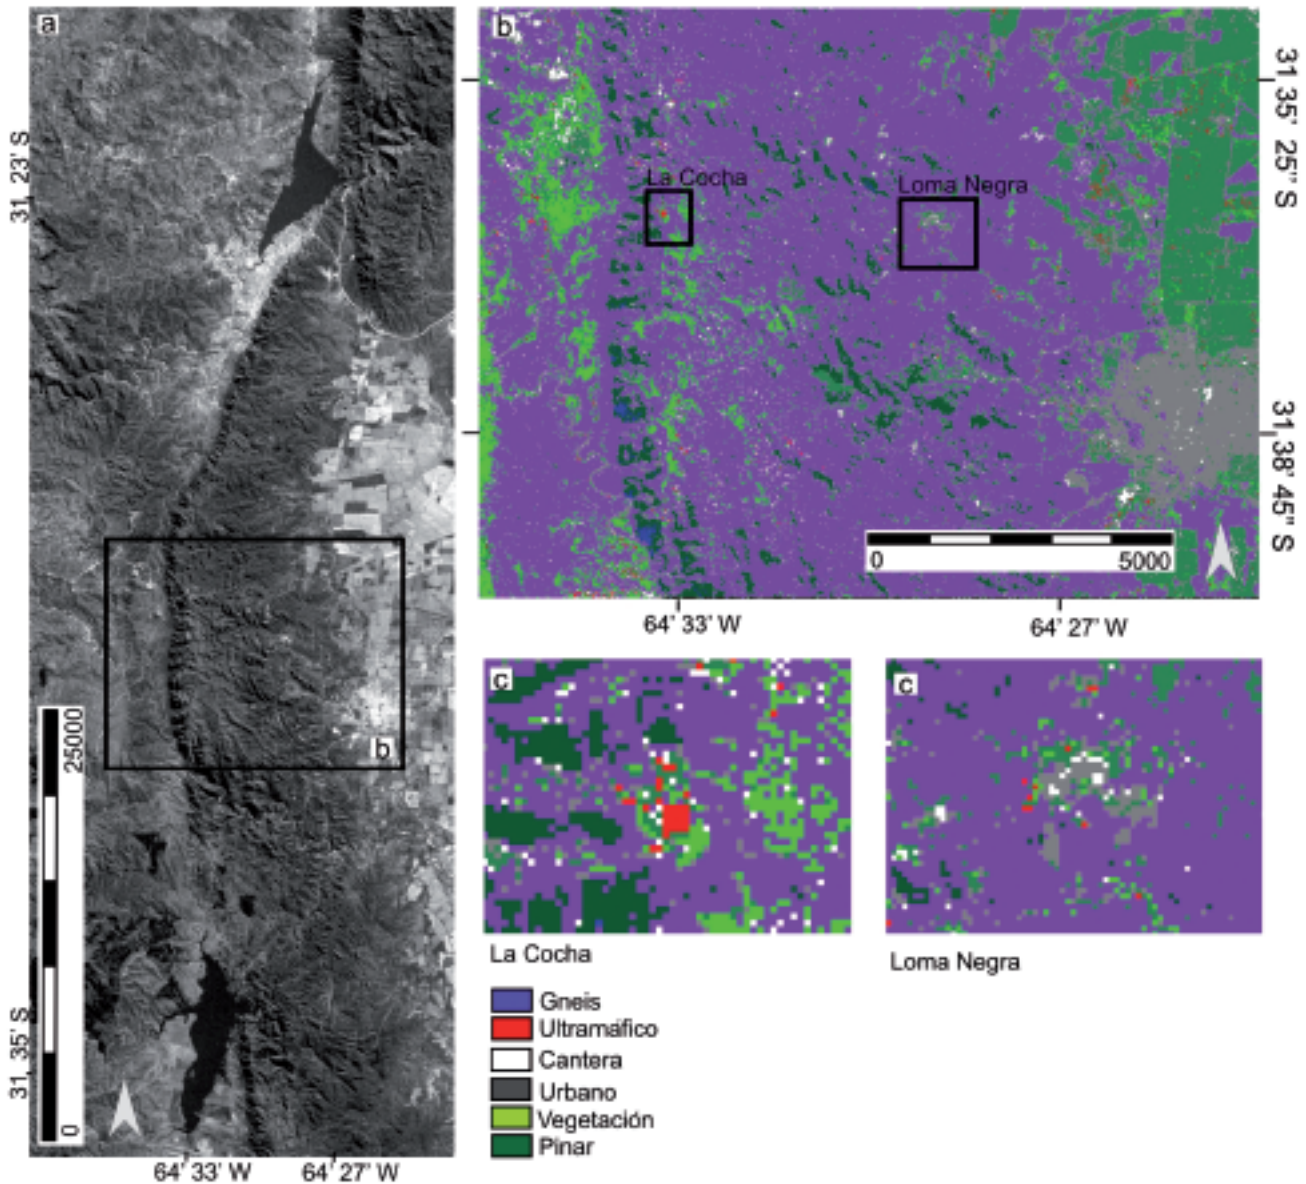 a
31' 23' S
31' 35' S
25000
0
b
64' 33' W
64' 27' W
b
La Cocha
Loma Negra
31' 35' 25'' S
31' 38' 45'' S
0
5000
64' 33' W
64' 27' W
c
c
La Cocha
Loma Negra
Gneis
Ultramáfico
Cantera
Urbano
Vegetación
Pinar